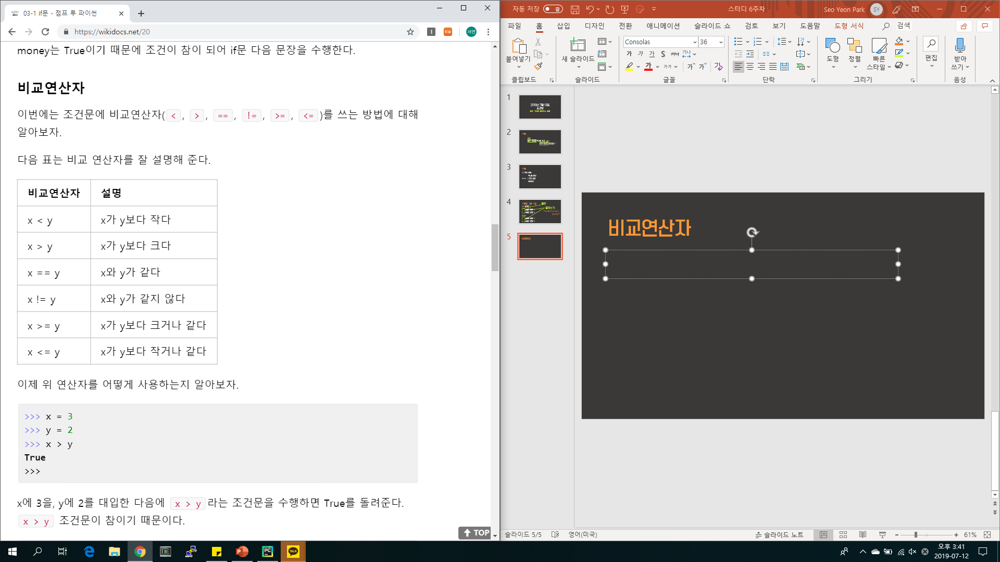 03-1 if문 - 점프 투 파이썬
https://wikidocs.net/20
서연
money는 True이기 때문에 조건이 참이 되어 if문 다음 문장을 수행한다.
비교연산자
이번에는 조건문에 비교연산자(<, >, ==, !=, >=, <=)를 쓰는 방법에 대해
알아보자.
다음 표는 비교 연산자를 잘 설명해 준다.
비교연산자 설명
x < y x가 y보다 작다
x > y x가 y보다 크다
x == y x와 y가 같다
x != y x와 y가 같지 않다
x >= y x가 y보다 크거나 같다
x <= y x가 y보다 작거나 같다
이제 위 연산자를 어떻게 사용하는지 알아보자.
>>> x = 3
>>> y = 2
>>> x > y
True
>>>
x에 3을, y에 2를 대입한 다음에 x > y 라는 조건문을 수행하면 True를 돌려준다.
x > y 조건문이 참이기 때문이다.
TOP
자동 저장 끔 스터디 6주차 Seo Yeon Park SY
파일 홈 삽입 디자인 전환 애니메이션 슬라이드 쇼 검토 보기 도움말 도형 서식 검색
붙여넣기 새 슬라이드 Consolas 36 도형 정렬 빠른 스타일 편집 받아쓰기
클립보드 슬라이드 글꼴 단락 그리기 음성
1
2
3
4
5
비교연산자
슬라이드 5/5 영어(미국) 슬라이드 노트 61%
오후 3:41
2019-07-12